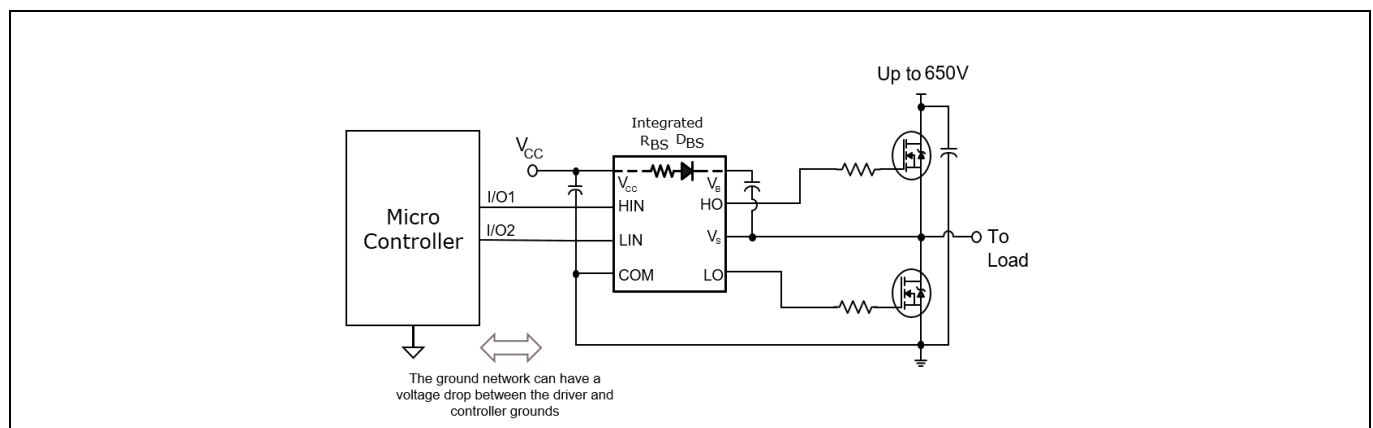 Up to 650V
Integrated
RBS DBS
VCC
Micro
Controller
I/O1
I/O2
VCC
VB
HIN
HO
LIN
VS
COM
LO
To
Load
The ground network can have a
voltage drop between the driver and
controller grounds